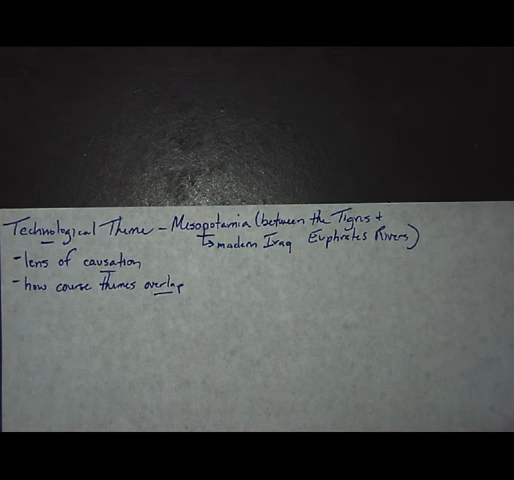 Technological Theme - Mesopotamia (between the Tigris +
↳ modern Iraq Euphrates Rivers)
- lens of causation
- how course themes overlap